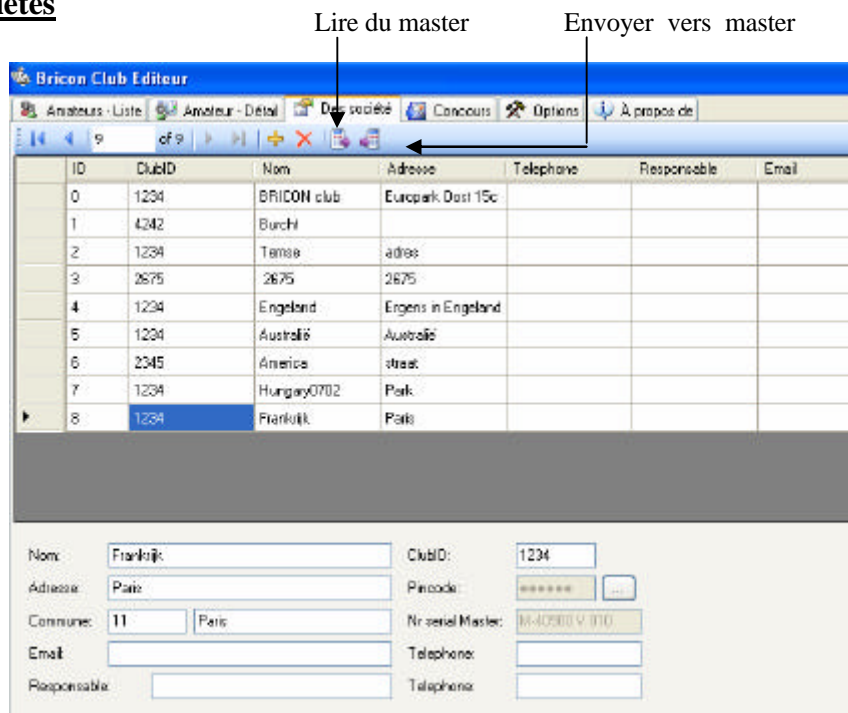 iétés
Lire du master Envoyer vers master
Bricon Club Editeur
Amateurs - Liste Amateur - Détail Des société Concours Options À propos de
9 of 9
ID ClubID Nom Adresse Telephone Responsable Email
0 1234 BRICON club Europark Oost 15c
1 4242 Burcht
2 1234 Temse adres
3 2675 2675 2675
4 1234 Engeland Ergens in Engeland
5 1234 Australië Australië
6 2345 America straat
7 1234 Hungary0702 Park
8 1234 Frankrijk Paris
Nom: Frankrijk ClubID: 1234
Adresse: Paris Pincode: ●●●●●● ...
Commune: 11 Paris Nr serial Master:
Email: Telephone:
Responsable: Telephone: